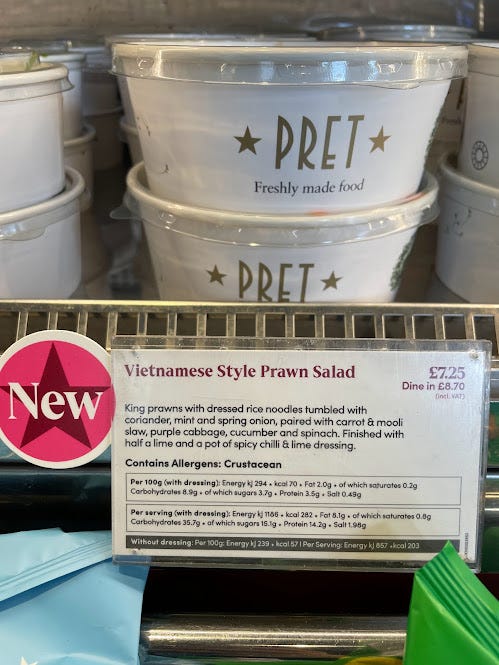 ★ PRET ★
Freshly made food
★ PRET ★
New
Vietnamese Style Prawn Salad
£7.25
Dine in £8.70
(incl. VAT)
King prawns with dressed rice noodles tumbled with
coriander, mint and spring onion, paired with carrot & mooli
slaw, purple cabbage, cucumber and spinach. Finished with
half a lime and a pot of spicy chilli & lime dressing.
Contains Allergens: Crustacean
Per 100g (with dressing): Energy kj 294 • kcal 70 • Fat 2.0g • of which saturates 0.2g
Carbohydrates 8.9g • of which sugars 3.7g • Protein 3.5g • Salt 0.49g
Per serving (with dressing): Energy kj 1186 • kcal 282 • Fat 8.1g • of which saturates 0.8g
Carbohydrates 35.7g • of which sugars 15.1g • Protein 14.2g • Salt 1.98g
Without dressing: Per 100g: Energy kj 239 • kcal 57 | Per Serving: Energy kj 857 •kcal 203